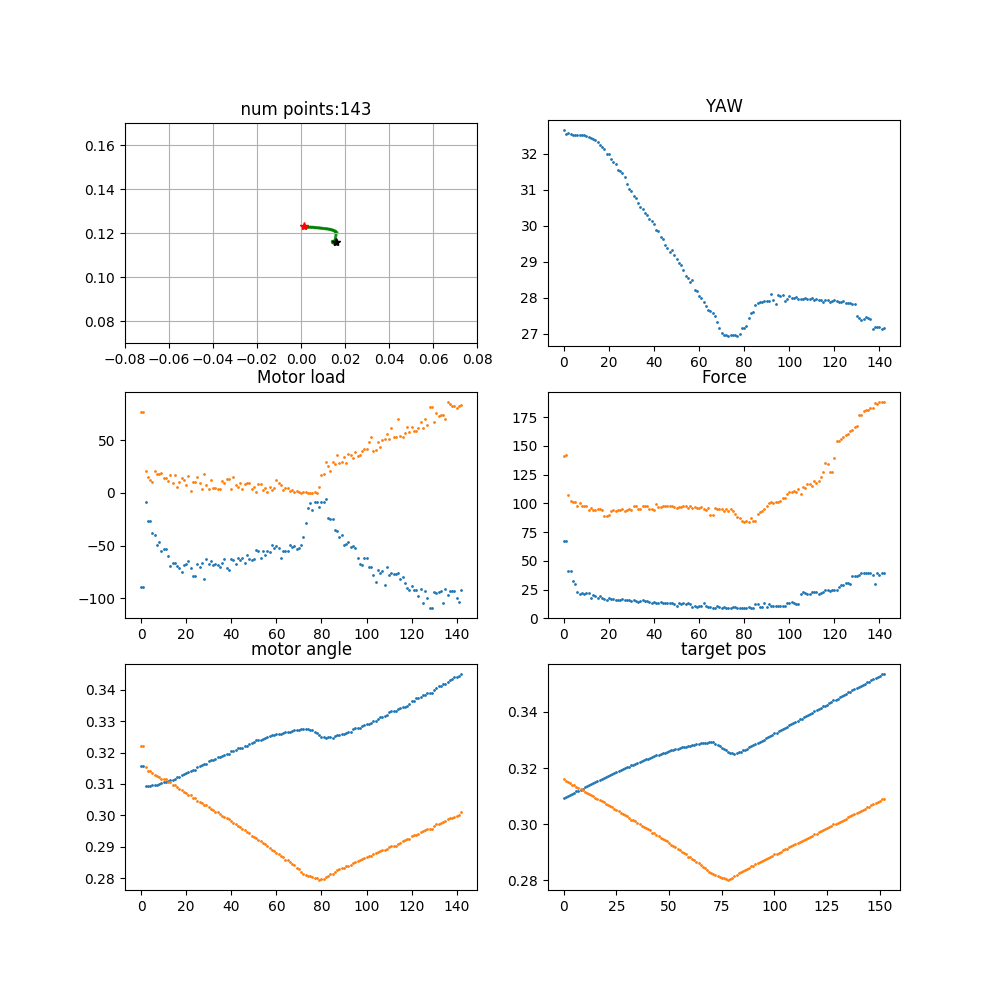 num points:143
YAW
0.16
0.14
0.12
0.10
0.08
−0.08 −0.06 −0.04 −0.02 0.00 0.02 0.04 0.06 0.08
32
31
30
29
28
27
0 20 40 60 80 100 120 140
Motor load
Force
50
0
−50
−100
0 20 40 60 80 100 120 140
175
150
125
100
75
50
25
0
0 20 40 60 80 100 120 140
motor angle
target pos
0.34
0.33
0.32
0.31
0.30
0.29
0.28
0 20 40 60 80 100 120 140
0.34
0.32
0.30
0.28
0 25 50 75 100 125 150